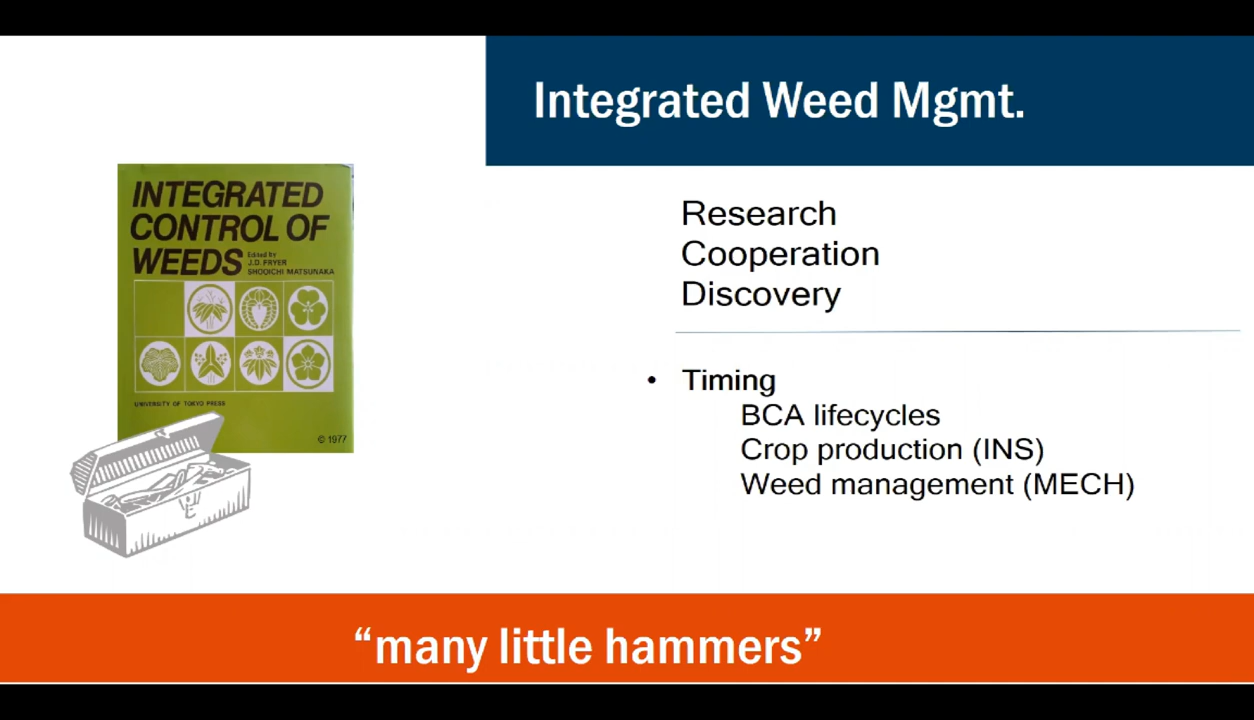 Integrated Weed Mgmt.
INTEGRATED
CONTROL OF
WEEDS
Edited by
J.D. FRYER
SHOOICHI MATSUNAKA
UNIVERSITY OF TOKYO PRESS
© 1977
Research
Cooperation
Discovery
• Timing
BCA lifecycles
Crop production (INS)
Weed management (MECH)
“many little hammers”